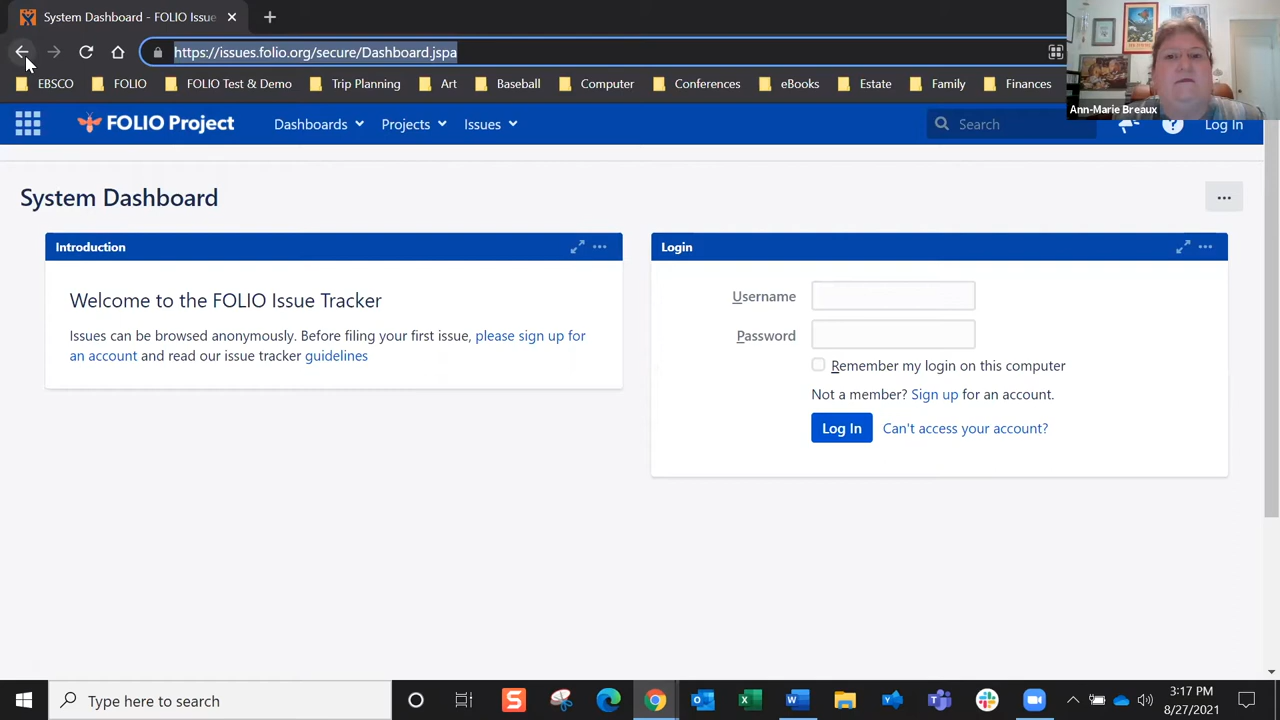 System Dashboard - FOLIO Issue
https://issues.folio.org/secure/Dashboard.jspa
EBSCO FOLIO FOLIO Test & Demo Trip Planning Art Baseball Computer Conferences eBooks Estate Family Finances
Ann-Marie Breaux
FOLIO Project Dashboards Projects Issues Search Log In
System Dashboard
Introduction
Welcome to the FOLIO Issue Tracker
Issues can be browsed anonymously. Before filing your first issue, please sign up for
an account and read our issue tracker guidelines
Login
Username
Password
Remember my login on this computer
Not a member? Sign up for an account.
Log In Can't access your account?
Type here to search
3:17 PM
8/27/2021